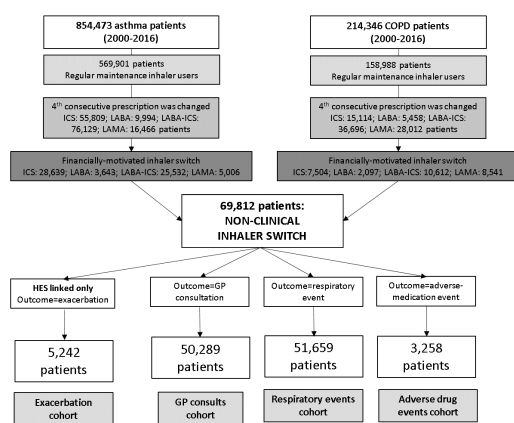 854,473 asthma patients
(2000-2016)
214,346 COPD patients
(2000-2016)
569,901 patients
Regular maintenance inhaler users
158,988 patients
Regular maintenance inhaler users
4th consecutive prescription was changed
ICS: 55,809; LABA: 9,994; LABA-ICS:
76,129; LAMA: 16,466 patients
4th consecutive prescription was changed
ICS: 15,114; LABA: 5,458; LABA-ICS:
36,696; LAMA: 28,012 patients
Financially-motivated inhaler switch
ICS: 28,639; LABA: 3,643; LABA-ICS: 25,532; LAMA: 5,006
Financially-motivated inhaler switch
ICS:7,504; LABA: 2,097; LABA-ICS: 10,612; LAMA: 8,541
69,812 patients:
NON-CLINICAL
INHALER SWITCH
HES linked only
Outcome=exacerbation
Outcome=GP
consultation
Outcome=respiratory
event
Outcome=adverse-
medication event
5,242
patients
50,289
patients
51,659
patients
3,258
patients
Exacerbation
cohort
GP consults
cohort
Respiratory events
cohort
Adverse drug
events cohort